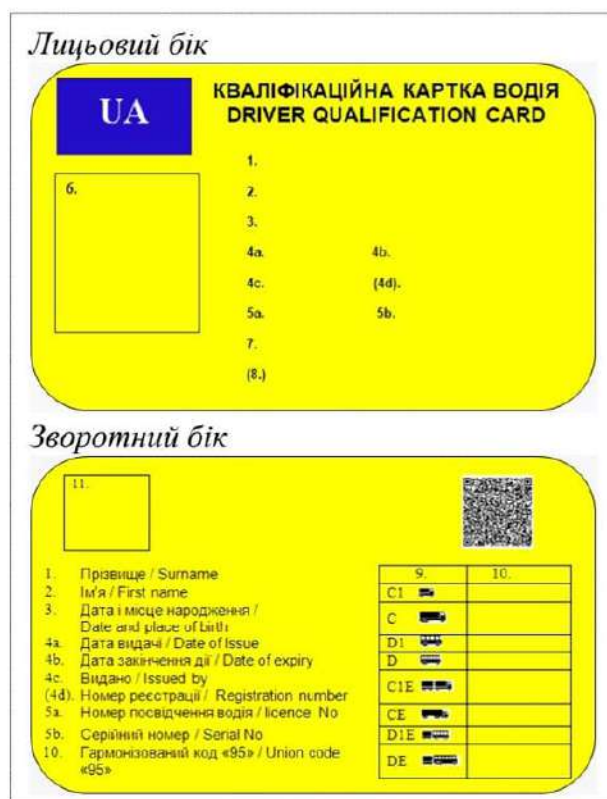 Лицьовий бік
UA
КВАЛІФІКАЦІЙНА КАРТКА ВОДІЯ
DRIVER QUALIFICATION CARD
6.
1.
2.
3.
4a. 4b.
4c. (4d).
5a. 5b.
7.
(8.)
Зворотний бік
11.
1. Прізвище / Surname
2. Ім'я / First name
3. Дата і місце народження /
Date and place of birth
4a. Дата видачі / Date of Issue
4b. Дата закінчення дії / Date of expiry
4c. Видано / Issued by
(4d). Номер реєстрації / Registration number
5a. Номер посвідчення водія / licence No
5b. Серійний номер / Serial No
10. Гармонізований код «95» / Union code
«95»
9. 10.
C1
C
D1
D
C1E
CE
D1E
DE